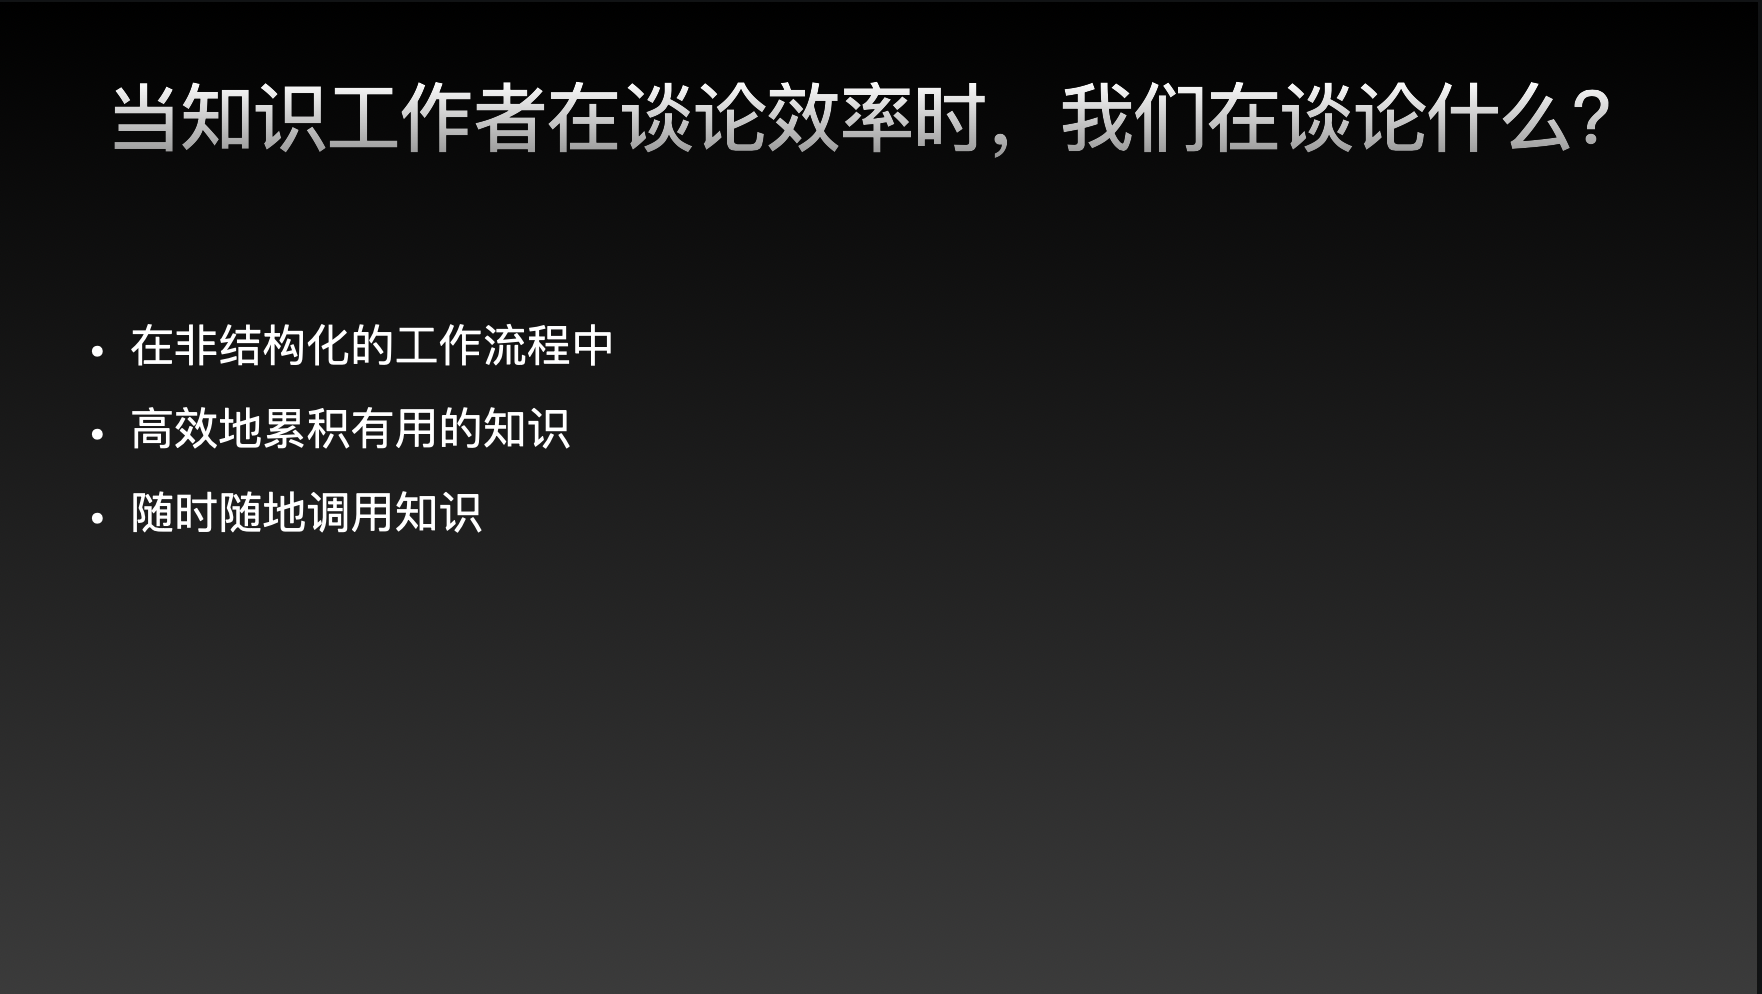 当知识工作者在谈论效率时，我们在谈论什么?
• 在非结构化的工作流程中
• 高效地累积有用的知识
• 随时随地调用知识